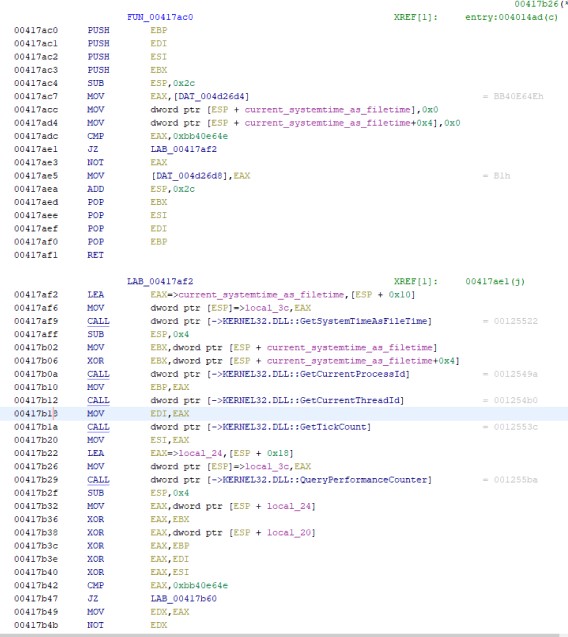 00417b26(*
FUN_00417ac0 XREF[1]: entry:004014ad(c)
00417ac0 PUSH EBP
00417ac1 PUSH EDI
00417ac2 PUSH ESI
00417ac3 PUSH EBX
00417ac4 SUB ESP,0x2c
00417ac7 MOV EAX,[DAT_004d26d4] = BB40E64Eh
00417acc MOV dword ptr [ESP + current_systemtime_as_filetime],0x0
00417ad4 MOV dword ptr [ESP + current_systemtime_as_filetime+0x4],0x0
00417adc CMP EAX,0xbb40e64e
00417ae1 JZ LAB_00417af2
00417ae3 NOT EAX
00417ae5 MOV [DAT_004d26d8],EAX = B1h
00417aea ADD ESP,0x2c
00417aed POP EBX
00417aee POP ESI
00417aef POP EDI
00417af0 POP EBP
00417af1 RET
LAB_00417af2 XREF[1]: 00417ae1(j)
00417af2 LEA EAX=>current_systemtime_as_filetime,[ESP + 0x10]
00417af6 MOV dword ptr [ESP]=>local_3c,EAX
00417af9 CALL dword ptr [->KERNEL32.DLL::GetSystemTimeAsFileTime] = 00125522
00417aff SUB ESP,0x4
00417b02 MOV EBX,dword ptr [ESP + current_systemtime_as_filetime]
00417b06 XOR EBX,dword ptr [ESP + current_systemtime_as_filetime+0x4]
00417b0a CALL dword ptr [->KERNEL32.DLL::GetCurrentProcessId] = 0012549a
00417b10 MOV EBP,EAX
00417b12 CALL dword ptr [->KERNEL32.DLL::GetCurrentThreadId] = 001254b0
00417b18 MOV EDI,EAX
00417b1a CALL dword ptr [->KERNEL32.DLL::GetTickCount] = 0012553c
00417b20 MOV ESI,EAX
00417b22 LEA EAX=>local_24,[ESP + 0x18]
00417b26 MOV dword ptr [ESP]=>local_3c,EAX
00417b29 CALL dword ptr [->KERNEL32.DLL::QueryPerformanceCounter] = 001255ba
00417b2f SUB ESP,0x4
00417b32 MOV EAX,dword ptr [ESP + local_24]
00417b36 XOR EAX,EBX
00417b38 XOR EAX,dword ptr [ESP + local_20]
00417b3c XOR EAX,EBP
00417b3e XOR EAX,EDI
00417b40 XOR EAX,ESI
00417b42 CMP EAX,0xbb40e64e
00417b47 JZ LAB_00417b60
00417b49 MOV EDX,EAX
00417b4b NOT EDX